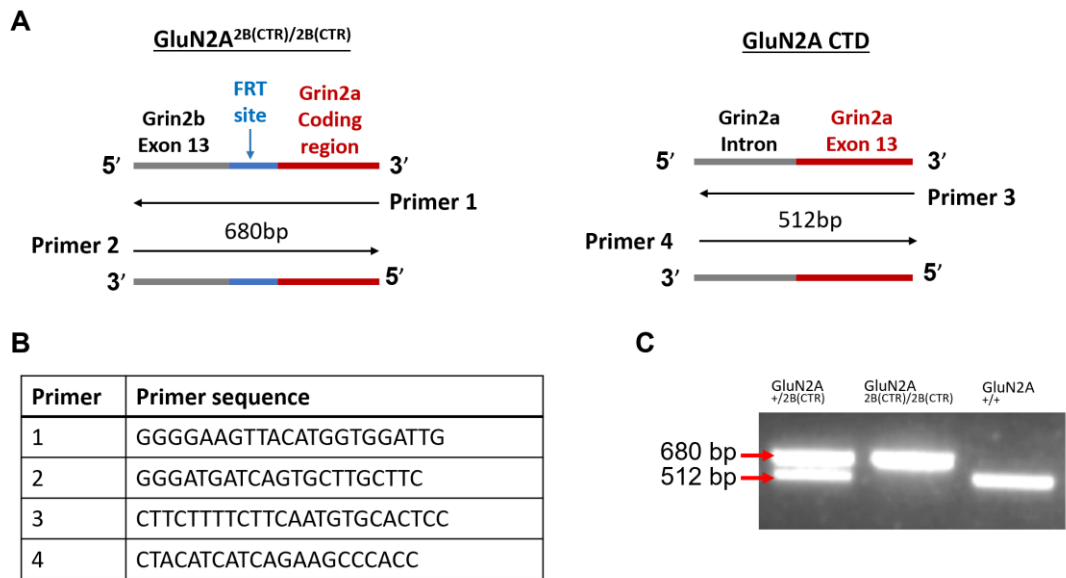 A
GluN2A2B(CTR)/2B(CTR)
Grin2b
Exon 13
FRT
site
Grin2a
Coding
region
5′
3′
Primer 1
680bp
Primer 2
3′
5′
GluN2A CTD
Grin2a
Intron
Grin2a
Exon 13
5′
3′
Primer 3
512bp
Primer 4
3′
5′
B
Primer Primer sequence
1 GGGGAAGTTACATGGTGGATTG
2 GGGATGATCAGTGCTTGCTTC
3 CTTCTTTTCTTCAATGTGCACTCC
4 CTACATCATCAGAAGCCCACC
C
GluN2A
+/2B(CTR)
GluN2A
2B(CTR)/2B(CTR)
GluN2A
+/+
680 bp
512 bp